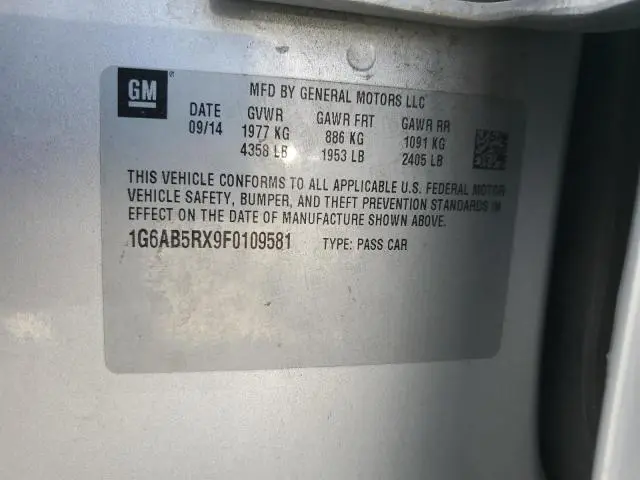 GM
MFD BY GENERAL MOTORS LLC
DATE GVWR GAWR FRT GAWR RR
09/14 1977 KG 886 KG 1091 KG
4358 LB 1953 LB 2405 LB
THIS VEHICLE CONFORMS TO ALL APPLICABLE U.S. FEDERAL MOTOR
VEHICLE SAFETY, BUMPER, AND THEFT PREVENTION STANDARDS IN
EFFECT ON THE DATE OF MANUFACTURE SHOWN ABOVE.
1G6AB5RX9F0109581 TYPE: PASS CAR